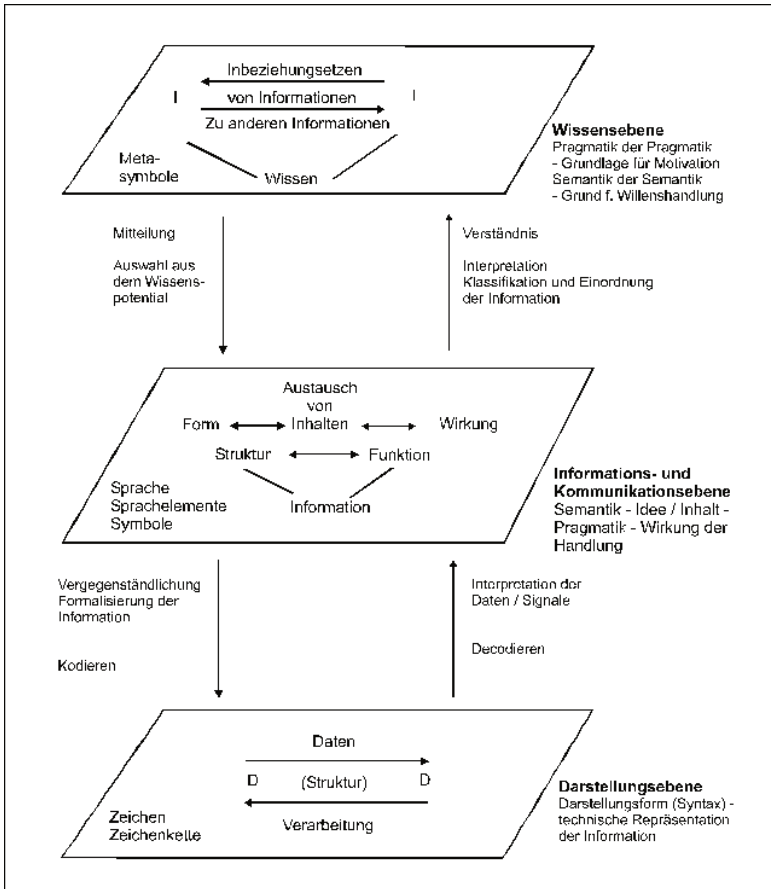 Inbeziehungsetzen
I von Informationen I
Zu anderen Informationen
Meta-
symbole
Wissen
Wissensebene
Pragmatik der Pragmatik
- Grundlage für Motivation
Semantik der Semantik
- Grund f. Willenshandlung
Mitteilung
Auswahl aus
dem Wissens-
potential
Verständnis
Interpretation
Klassifikation und Einordnung
der Information
Austausch
von
Form Inhalten Wirkung
Struktur Funktion
Sprache
Sprachelemente
Symbole
Information
Informations- und
Kommunikationsebene
Semantik - Idee / Inhalt -
Pragmatik - Wirkung der
Handlung
Vergegenständlichung
Formalisierung der
Information
Kodieren
Interpretation der
Daten / Signale
Decodieren
Daten
D (Struktur) D
Verarbeitung
Zeichen
Zeichenkette
Darstellungsebene
Darstellungsform (Syntax) -
technische Repräsentation
der Information